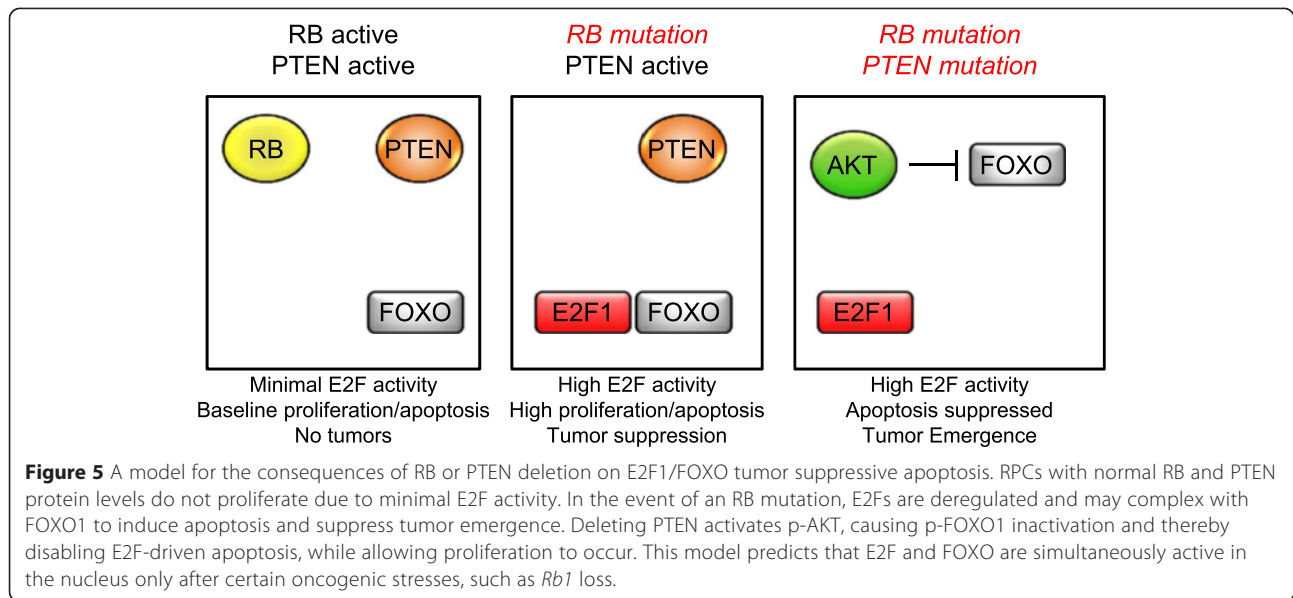 RB active
PTEN active
RB mutation
PTEN active
RB mutation
PTEN mutation
RB
PTEN
FOXO
PTEN
E2F1
FOXO
AKT
FOXO
E2F1
Minimal E2F activity
Baseline proliferation/apoptosis
No tumors
High E2F activity
High proliferation/apoptosis
Tumor suppression
High E2F activity
Apoptosis suppressed
Tumor Emergence
Figure 5 A model for the consequences of RB or PTEN deletion on E2F1/FOXO tumor suppressive apoptosis. RPCs with normal RB and PTEN
protein levels do not proliferate due to minimal E2F activity. In the event of an RB mutation, E2Fs are deregulated and may complex with
FOXO1 to induce apoptosis and suppress tumor emergence. Deleting PTEN activates p-AKT, causing p-FOXO1 inactivation and thereby
disabling E2F-driven apoptosis, while allowing proliferation to occur. This model predicts that E2F and FOXO are simultaneously active in
the nucleus only after certain oncogenic stresses, such as Rb1 loss.